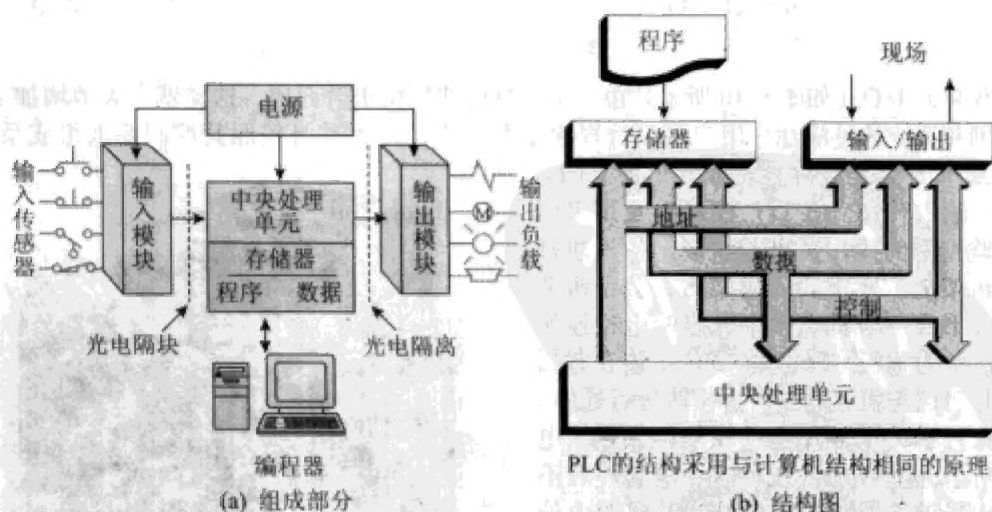 电源
输入传感器
输入模块
中央处理
单元
存储器
程序 数据
输出模块
输出负载
M
光电隔块
光电隔离
编程器
(a) 组成部分
程序
现场
存储器
输入/输出
地址
数据
控制
中央处理单元
PLC的结构采用与计算机结构相同的原理
(b) 结构图